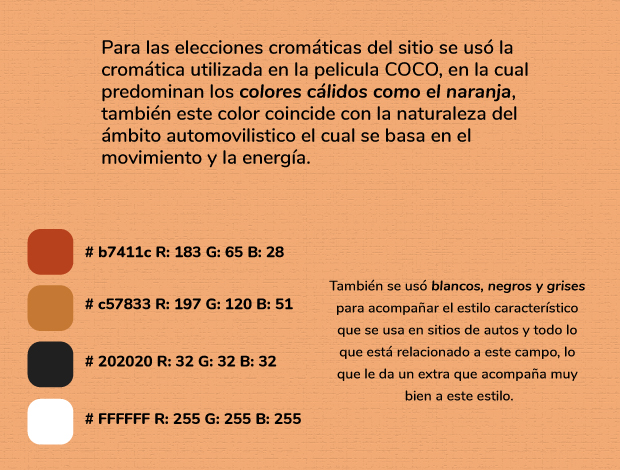 Para las elecciones cromáticas del sitio se usó la
cromática utilizada en la pelicula COCO, en la cual
predominan los colores cálidos como el naranja,
también este color coincide con la naturaleza del
ámbito automovilistico el cual se basa en el
movimiento y la energía.
# b7411c R: 183 G: 65 B: 28
# c57833 R: 197 G: 120 B: 51
# 202020 R: 32 G: 32 B: 32
# FFFFFF R: 255 G: 255 B: 255
También se usó blancos, negros y grises
para acompañar el estilo característico
que se usa en sitios de autos y todo lo
que está relacionado a este campo, lo
que le da un extra que acompaña muy
bien a este estilo.